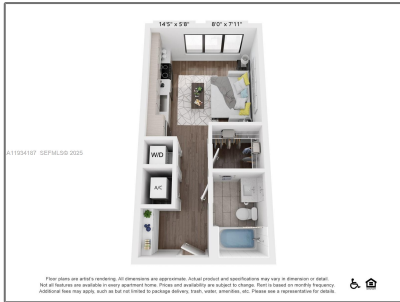 14'5" x 5'8" 8'0" x 7'11"
W/D
A/C
A11934187 SEFMLS© 2025
Floor plans are artist's rendering. All dimensions are approximate. Actual product and specifications may vary in dimension or detail.
Not all features are available in every apartment home. Prices and availability are subject to change. Rent is based on monthly frequency.
Additional fees may apply, such as but not limited to package delivery, trash, water, amenities, etc. Please see a representative for details.